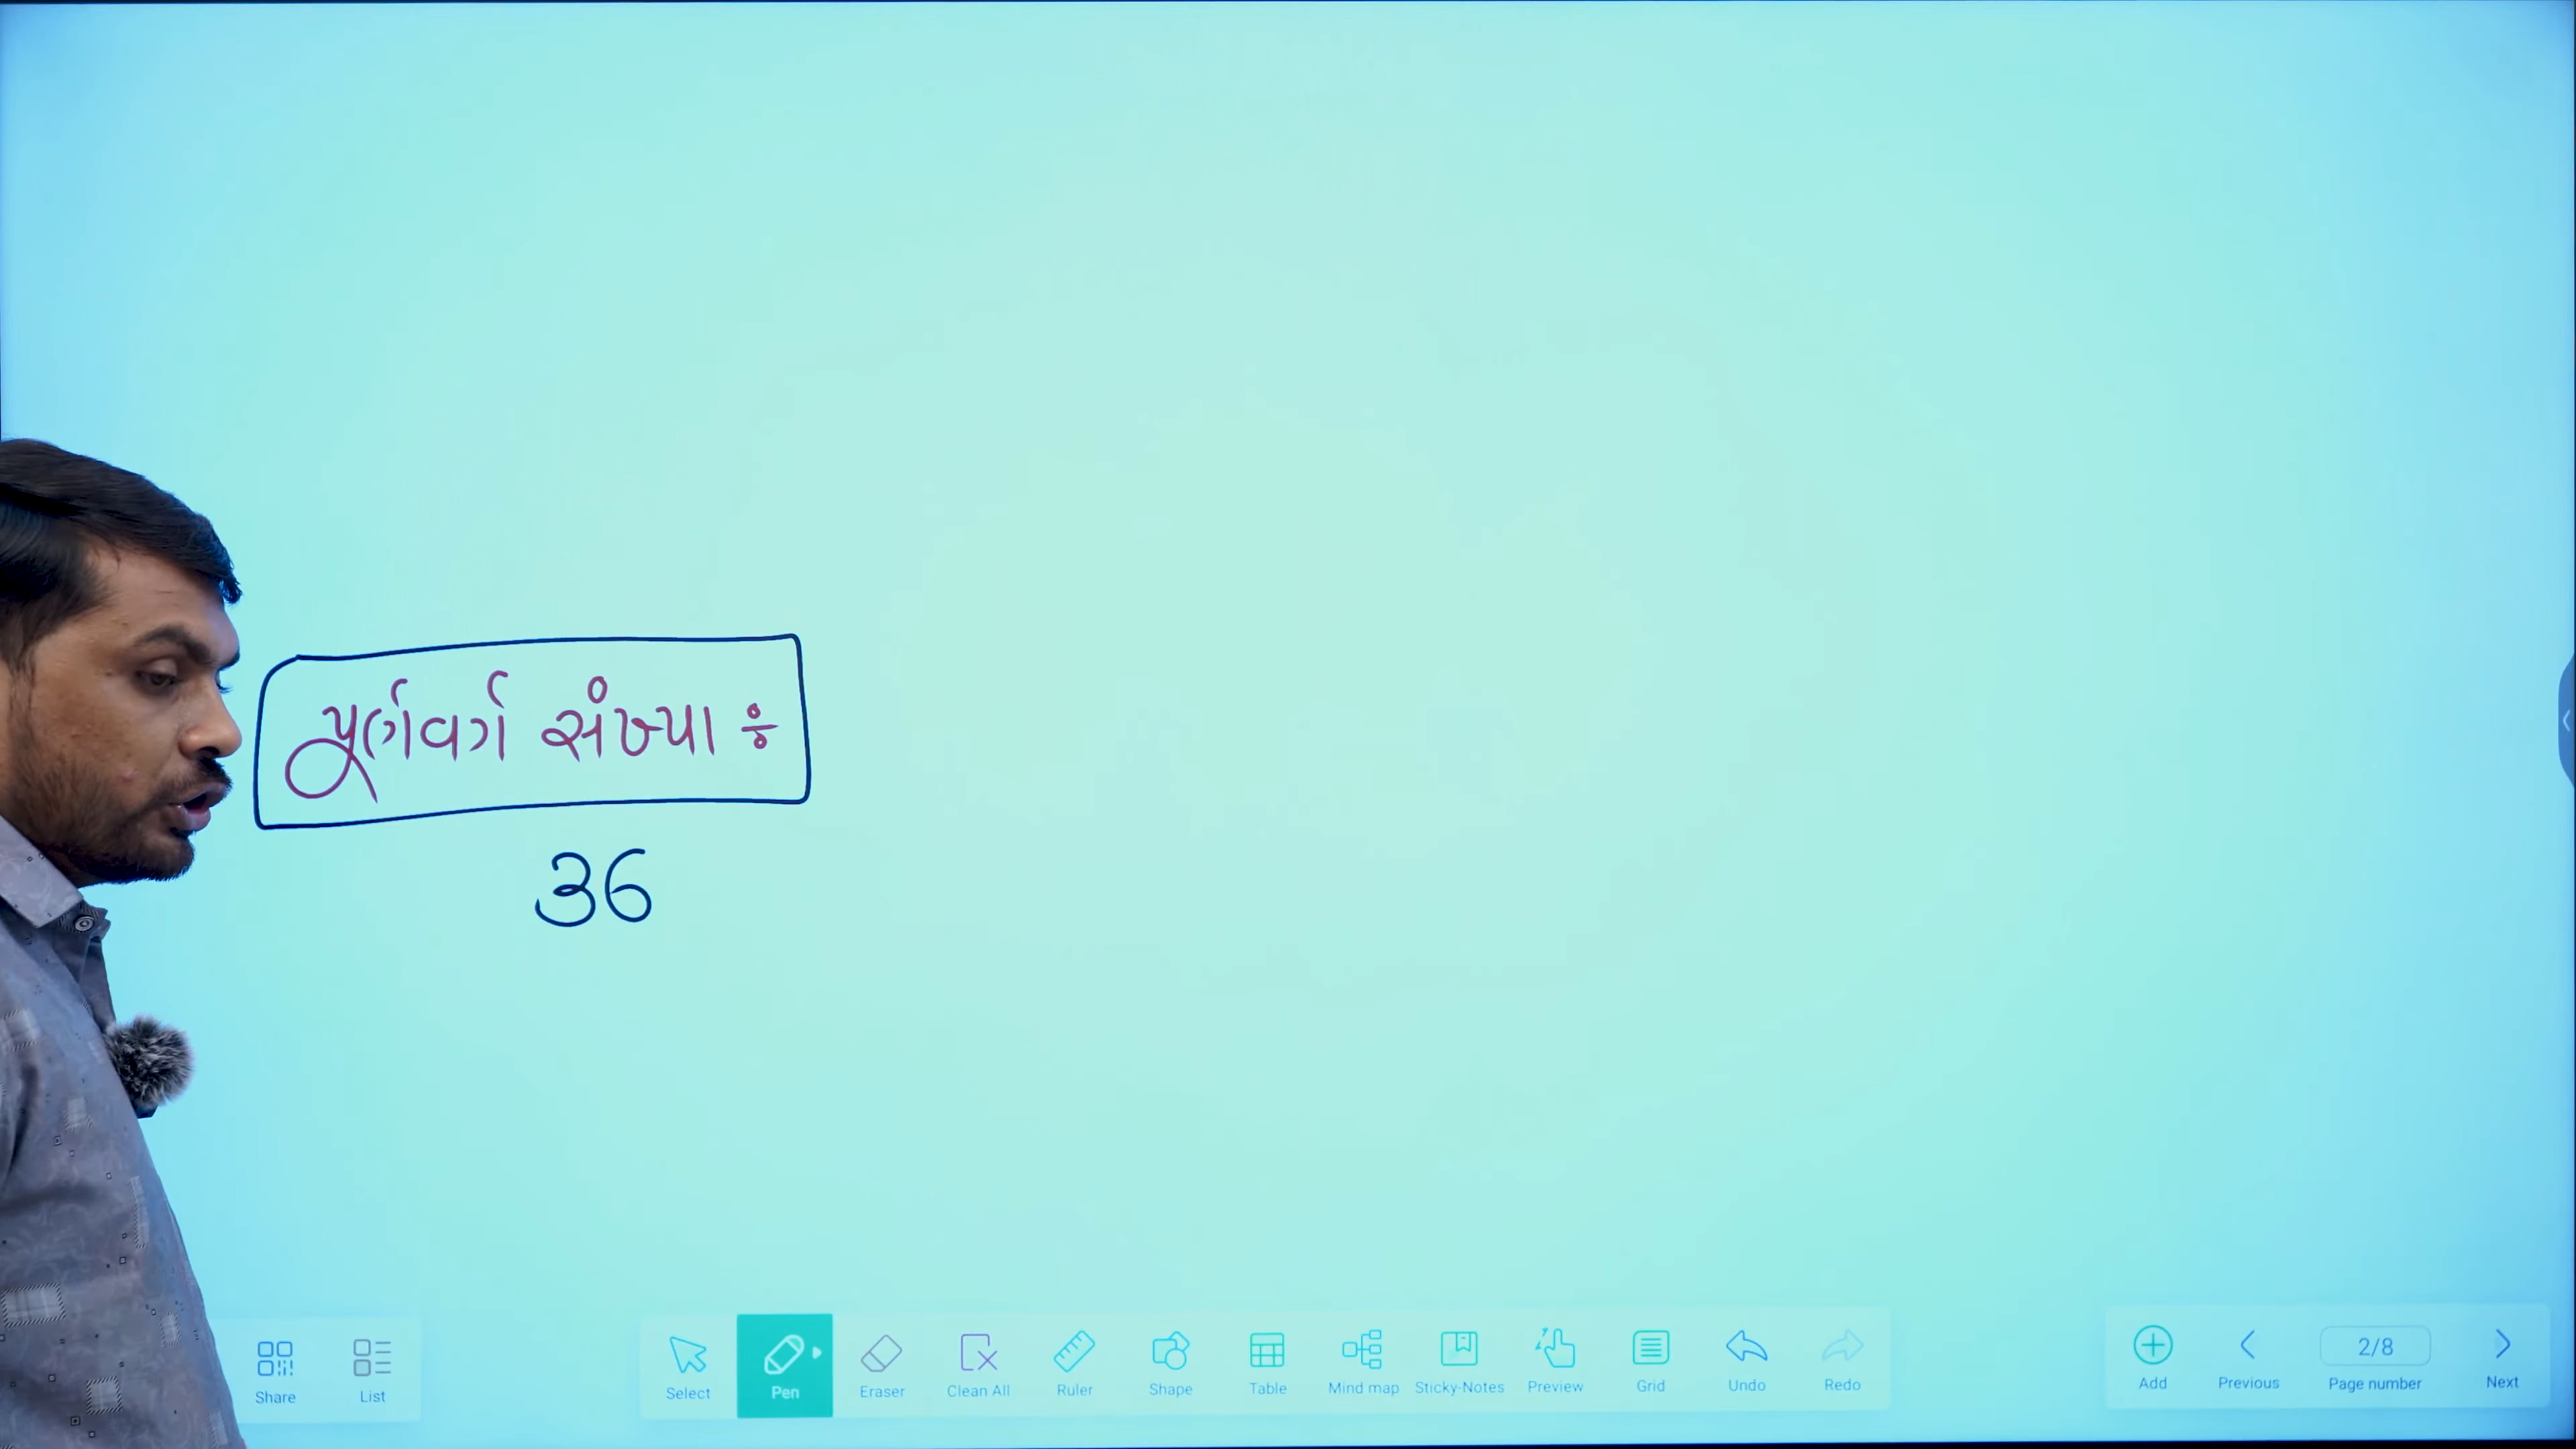 પૂર્ણવર્ગ સંખ્યા ÷
36
Share
List
Select
Pen
Eraser
Clean All
Ruler
Shape
Table
Mind map
Sticky-Notes
Preview
Grid
Undo
Redo
Add
Previous
2/8
Page number
Next